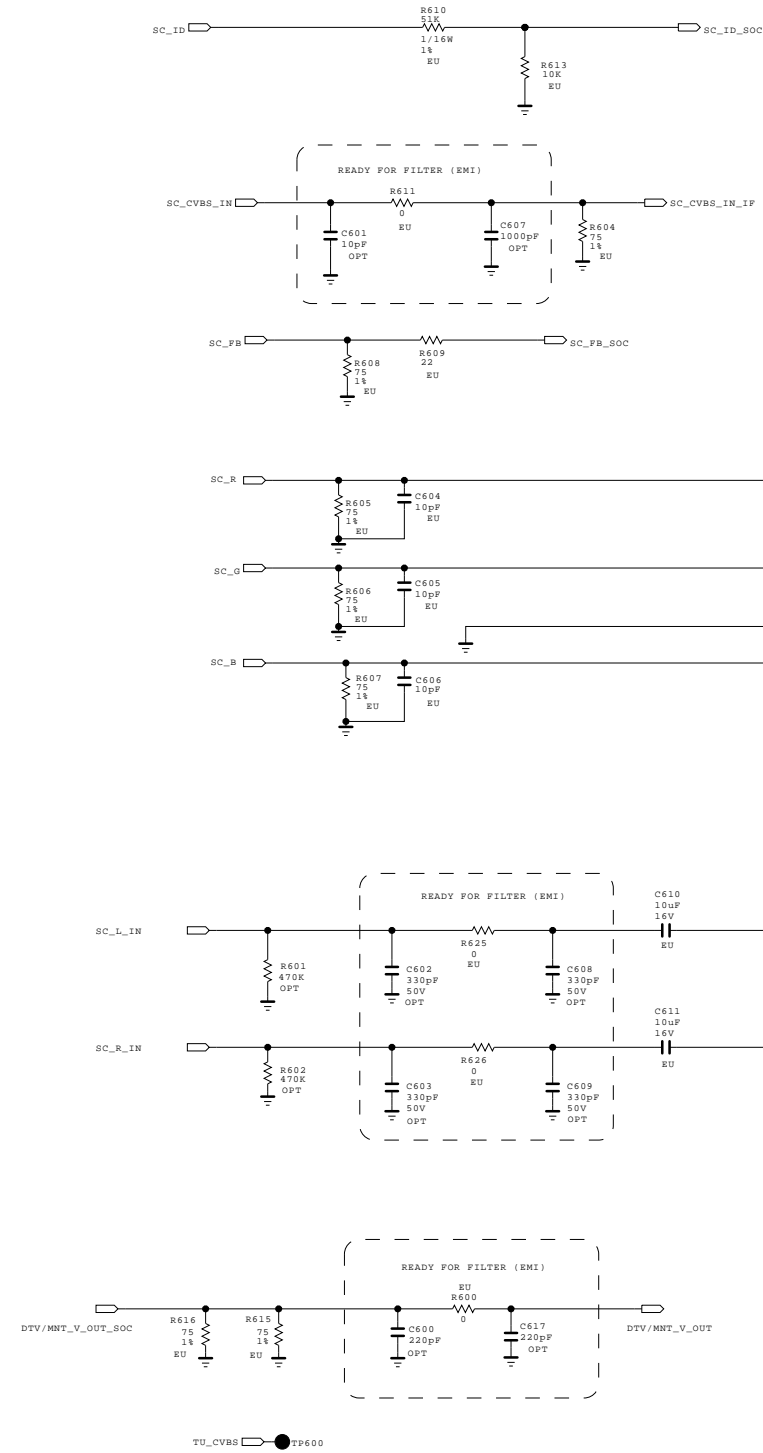 R610
51K
SC_ID
1/16W
1%
EU
SC_ID_SOC
R613
10K
EU
READY FOR FILTER (EMI)
R611
SC_CVBS_IN
0
EU
SC_CVBS_IN_IF
C601
10pF
OPT
C607
1000pF
OPT
R604
75
1%
EU
SC_FB
SC_FB_SOC
R608
75
1%
EU
R609
22
EU
SC_R
R605
75
1%
EU
C604
10pF
EU
SC_G
R606
75
1%
EU
C605
10pF
EU
SC_B
R607
75
1%
EU
C606
10pF
EU
READY FOR FILTER (EMI)
C610
10uF
16V
EU
SC_L_IN
R625
0
EU
R601
470K
OPT
C602
330pF
50V
OPT
C608
330pF
50V
OPT
C611
10uF
16V
EU
SC_R_IN
R626
0
EU
R602
470K
OPT
C603
330pF
50V
OPT
C609
330pF
50V
OPT
READY FOR FILTER (EMI)
EU
R600
0
DTV/MNT_V_OUT_SOC
R616
75
1%
EU
R615
75
1%
EU
C600
220pF
OPT
C617
220pF
OPT
DTV/MNT_V_OUT
TU_CVBS
TP600